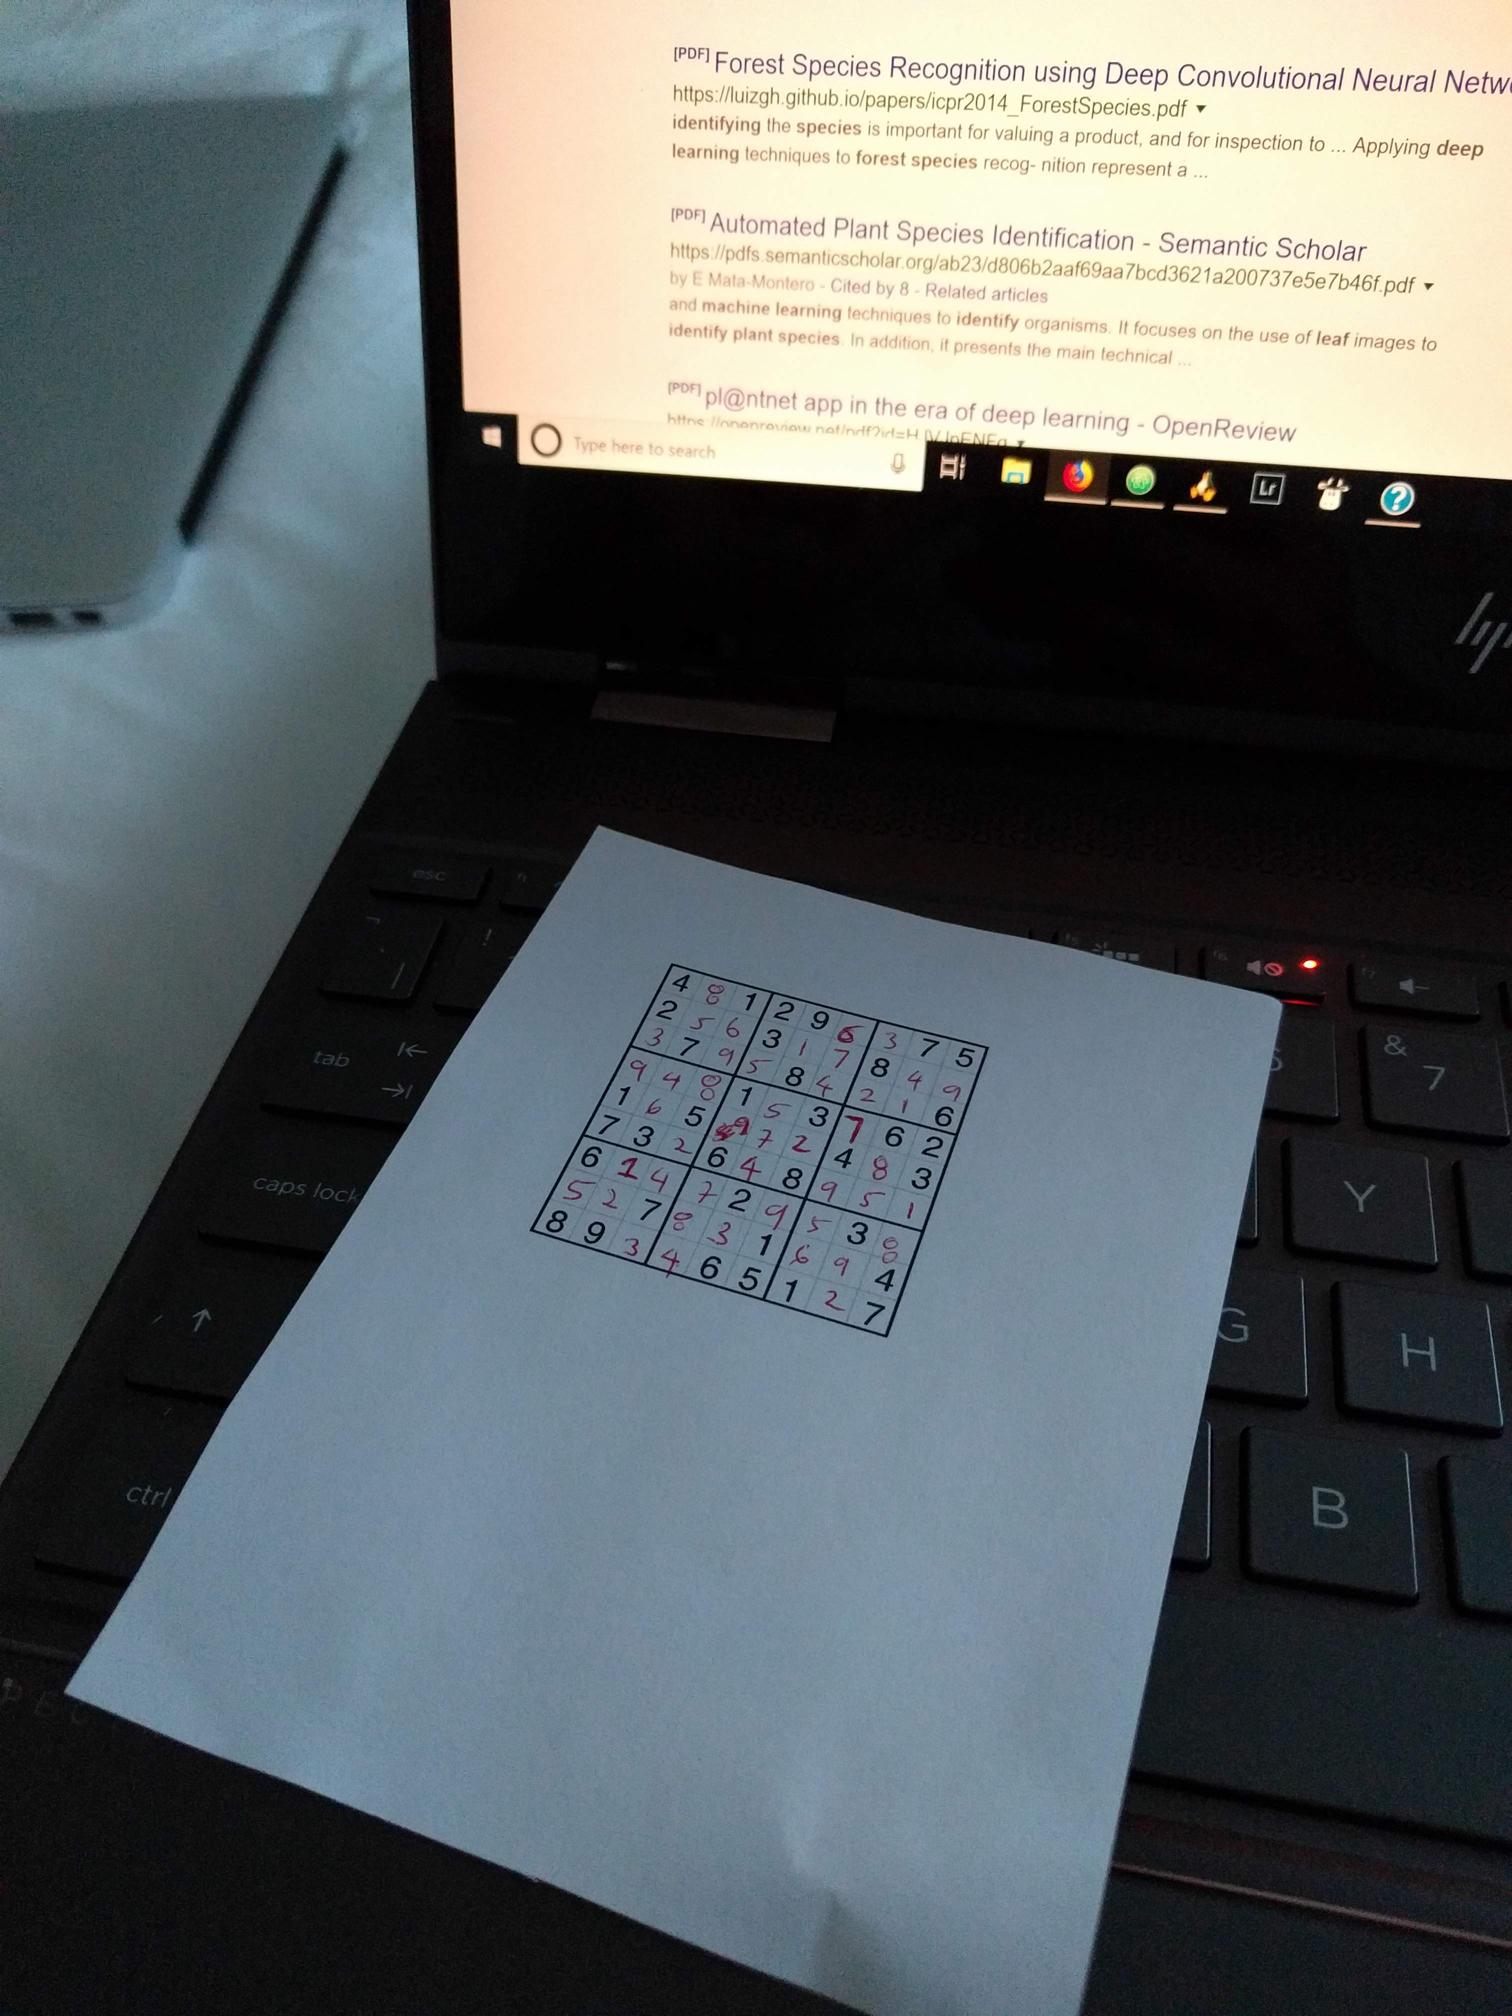 [PDF] Forest Species Recognition using Deep Convolutional Neural Netw
https://luizgh.github.io/papers/icpr2014_ForestSpecies.pdf
identifying the species is important for valuing a product, and for inspection to ... Applying deep
learning techniques to forest species recog- nition represent a ...
[PDF] Automated Plant Species Identification - Semantic Scholar
https://pdfs.semanticscholar.org/ab23/d806b2aaf69aa7bcd3621a200737e5e7b46f.pdf
by E Mata-Montero - Cited by 8 - Related articles
and machine learning techniques to identify organisms. It focuses on the use of leaf images to
identify plant species. In addition, it presents the main technical ...
[PDF] pl@ntnet app in the era of deep learning - OpenReview
Type here to search
Lr
?
hp
esc
!
tab
caps lock
ctrl
&
7
Y
G
H
B
4 8 1 2 9 6 3 7 5
2 5 6 3 1 7 8 4 9
3 7 9 5 8 4 2 1 6
9 4 8 1 5 3 7 6 2
1 6 5 9 7 2 4 8 3
7 3 2 6 4 8 9 5 1
6 1 4 7 2 9 5 3 8
5 2 7 8 3 1 6 9 4
8 9 3 4 6 5 1 2 7